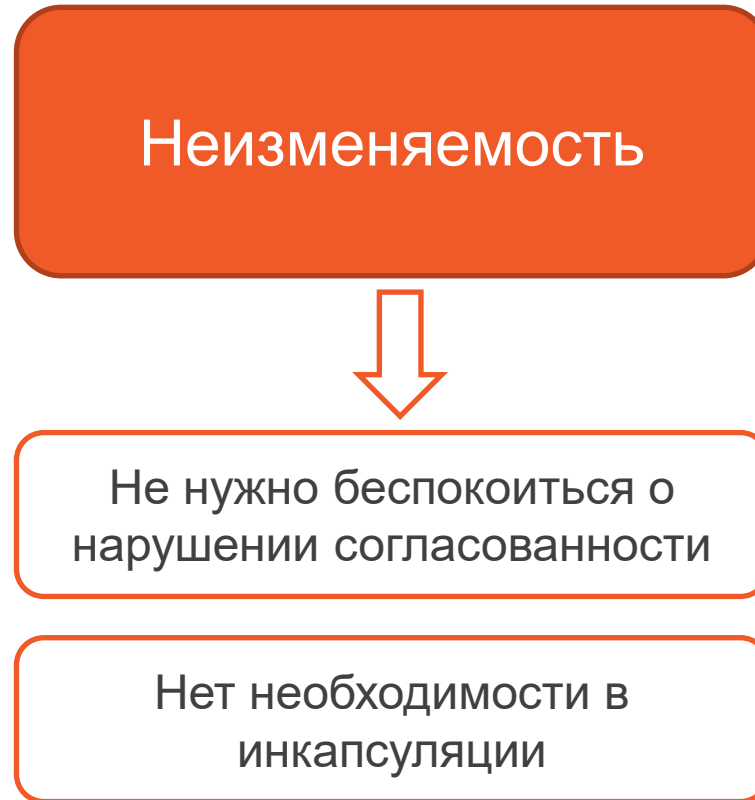 Неизменяемость
Не нужно беспокоиться о
нарушении согласованности
Нет необходимости в
инкапсуляции